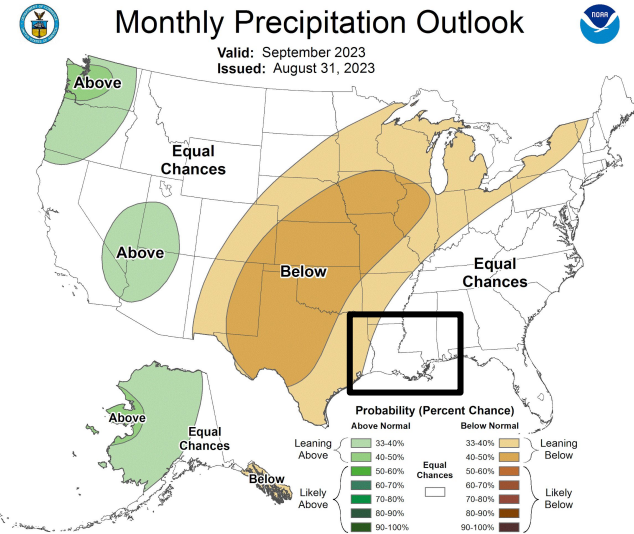 Monthly Precipitation Outlook
NOAA
Valid: September 2023
Issued: August 31, 2023
Above
Equal
Chances
Above
Below
Equal
Chances
Above
Equal
Chances
Below
Probability (Percent Chance)
Above Normal
Below Normal
Leaning
Above
33-40%
40-50%
Likely
Above
50-60%
60-70%
70-80%
80-90%
90-100%
Equal
Chances
33-40%
40-50%
Leaning
Below
50-60%
60-70%
70-80%
80-90%
90-100%
Likely
Below